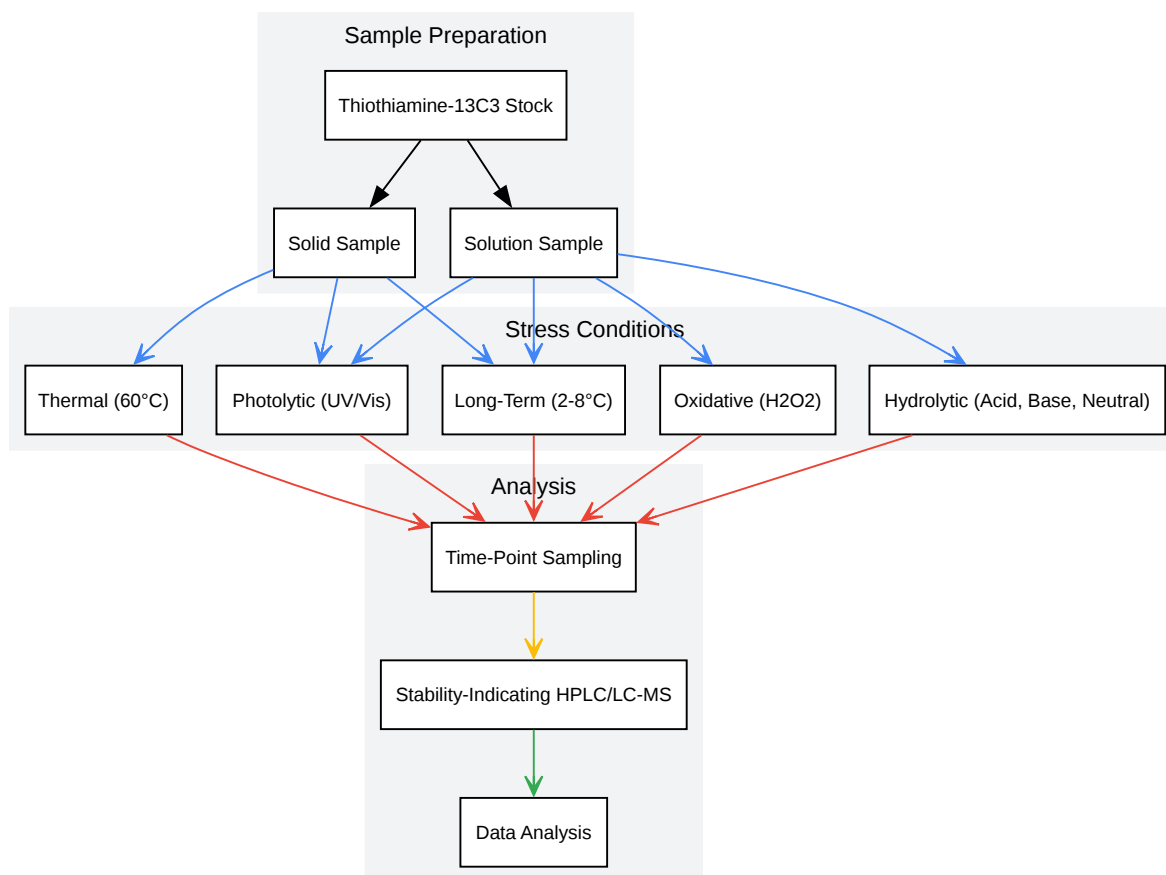 Sample Preparation
Thiothiamine-13C3 Stock
Solid Sample
Solution Sample
Stress Conditions
Thermal (60°C)
Photolytic (UV/Vis)
Long-Term (2-8°C)
Oxidative (H2O2)
Hydrolytic (Acid, Base, Neutral)
Analysis
Time-Point Sampling
Stability-Indicating HPLC/LC-MS
Data Analysis